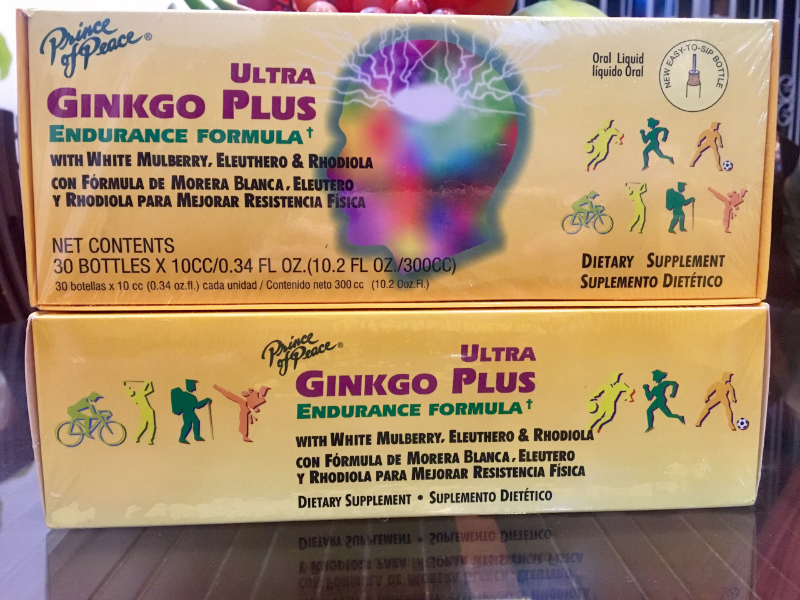 Prince
of Peace®
ULTRA
GINKGO PLUS
ENDURANCE FORMULA†
WITH WHITE MULBERRY, ELEUTHERO & RHODIOLA
CON FÓRMULA DE MORERA BLANCA, ELEUTERO
Y RHODIOLA PARA MEJORAR RESISTENCIA FÍSICA
NET CONTENTS
30 BOTTLES X 10CC/0.34 FL OZ.(10.2 FL OZ./300CC)
30 botellas x 10 cc (0.34 oz.fl.) cada unidad / Contenido neto 300 cc (10.2 0oz.Fl.)
Oral Liquid
líquido Oral
NEW EASY-TO-SIP BOTTLE
DIETARY SUPPLEMENT
SUPLEMENTO DIETÉTICO
Prince
of Peace®
ULTRA
GINKGO PLUS
ENDURANCE FORMULA†
WITH WHITE MULBERRY, ELEUTHERO & RHODIOLA
CON FÓRMULA DE MORERA BLANCA, ELEUTERO
Y RHODIOLA PARA MEJORAR RESISTENCIA FÍSICA
DIETARY SUPPLEMENT • SUPLEMENTO DIETÉTICO